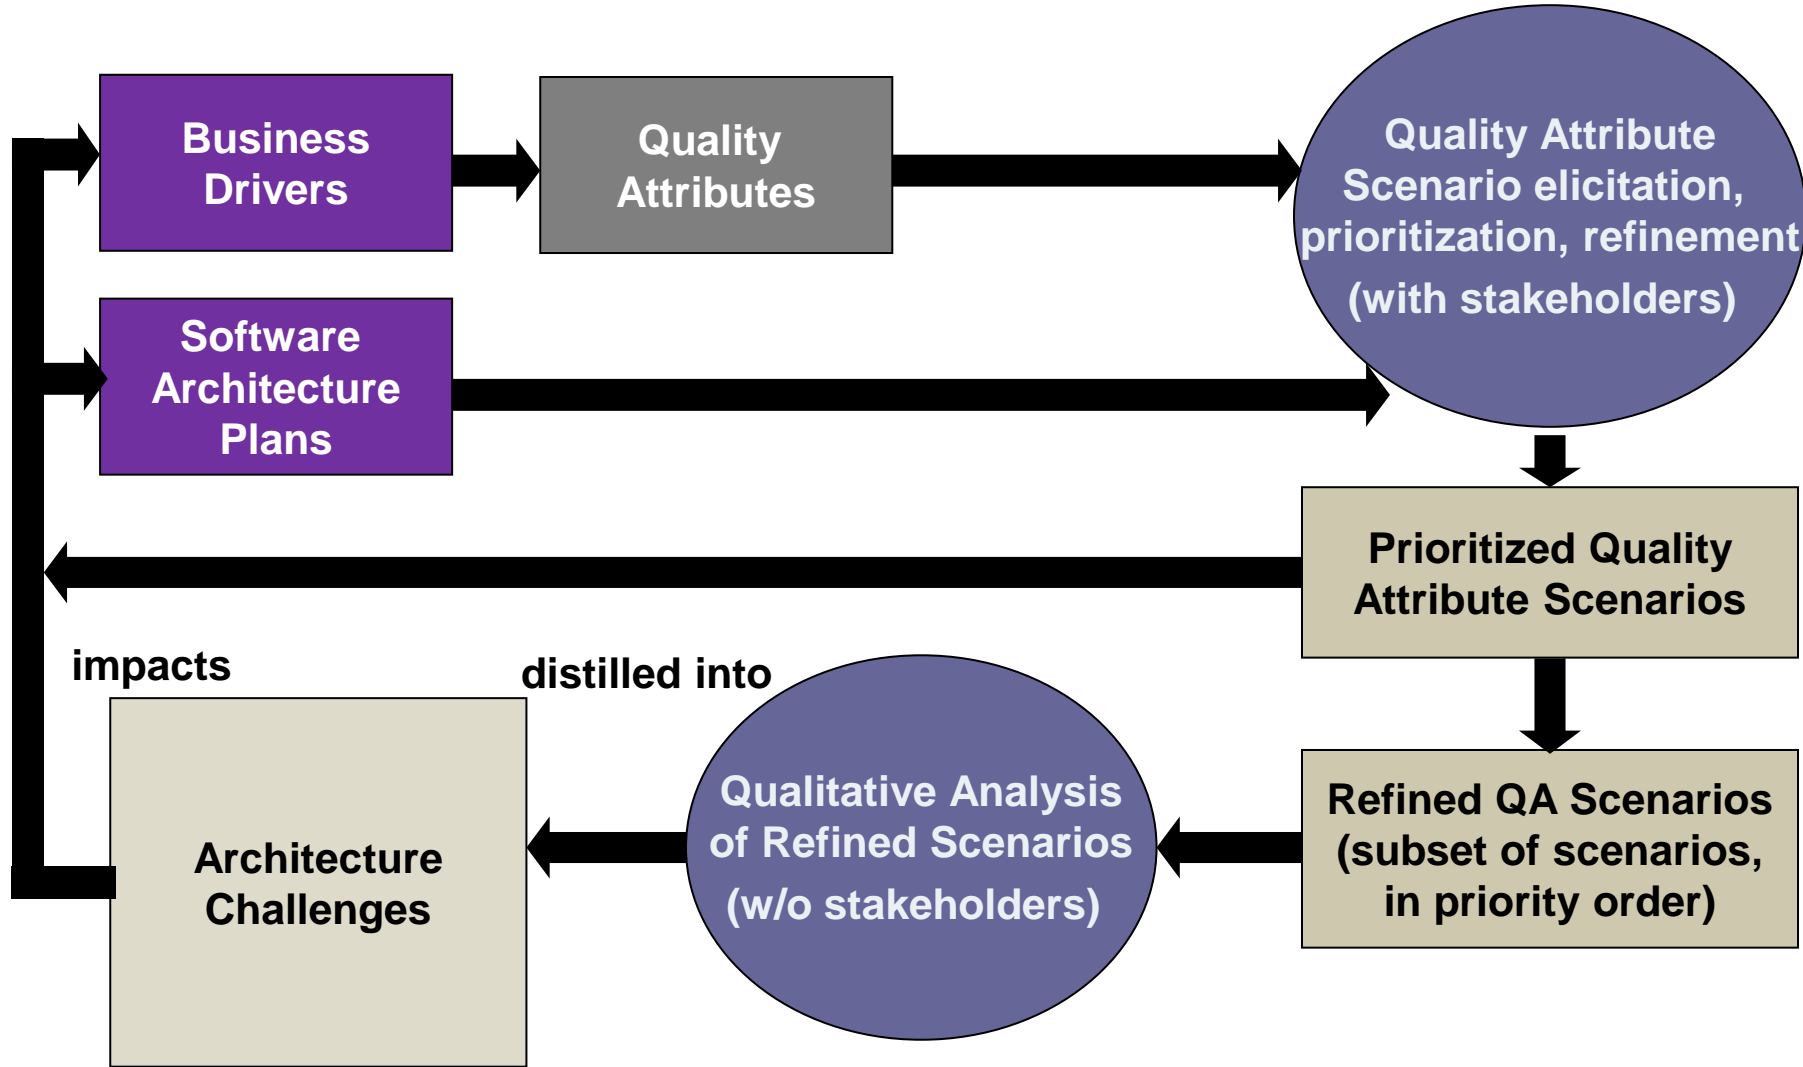 Business
Drivers
Quality
Attributes
Quality Attribute
Scenario elicitation,
prioritization, refinement
(with stakeholders)
Software
Architecture
Plans
Prioritized Quality
Attribute Scenarios
impacts
distilled into
Architecture
Challenges
Qualitative Analysis
of Refined Scenarios
(w/o stakeholders)
Refined QA Scenarios
(subset of scenarios,
in priority order)